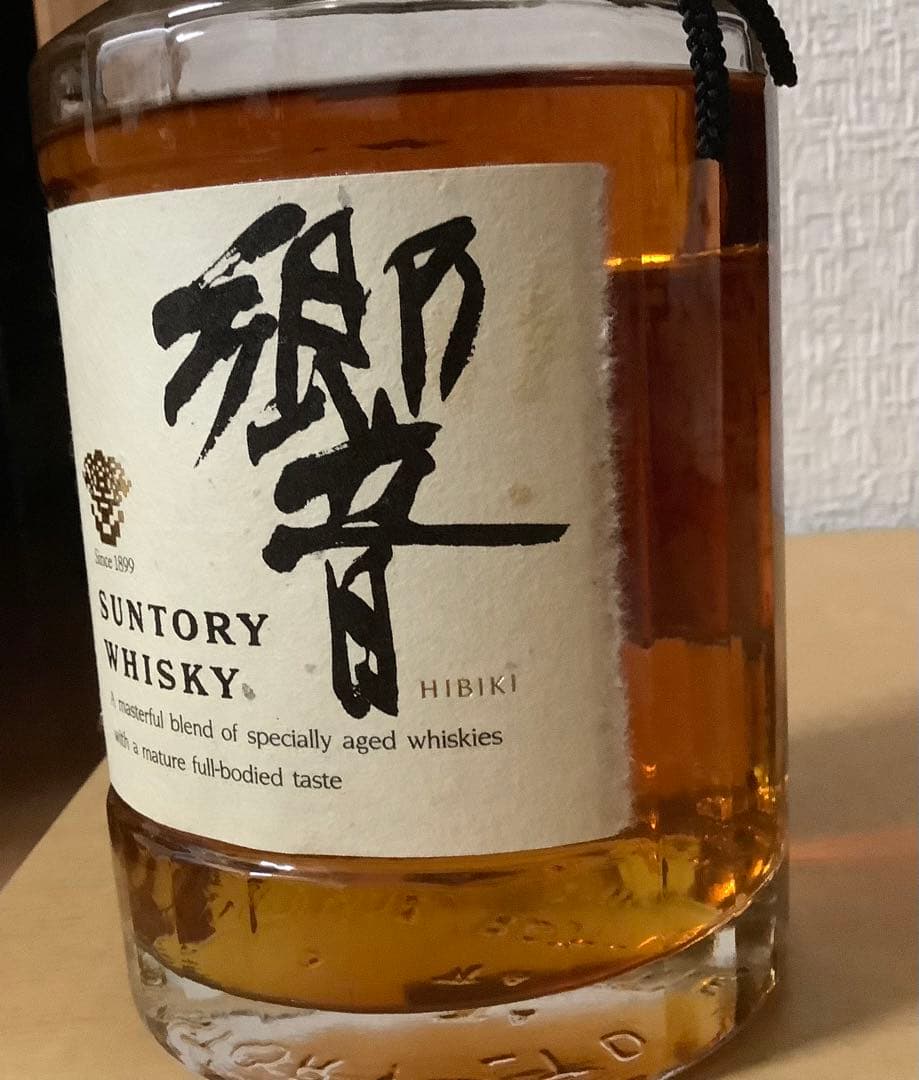 響
Since 1899
SUNTORY
WHISKY
HIBIKI
A masterful blend of specially aged whiskies
with a mature full-bodied taste